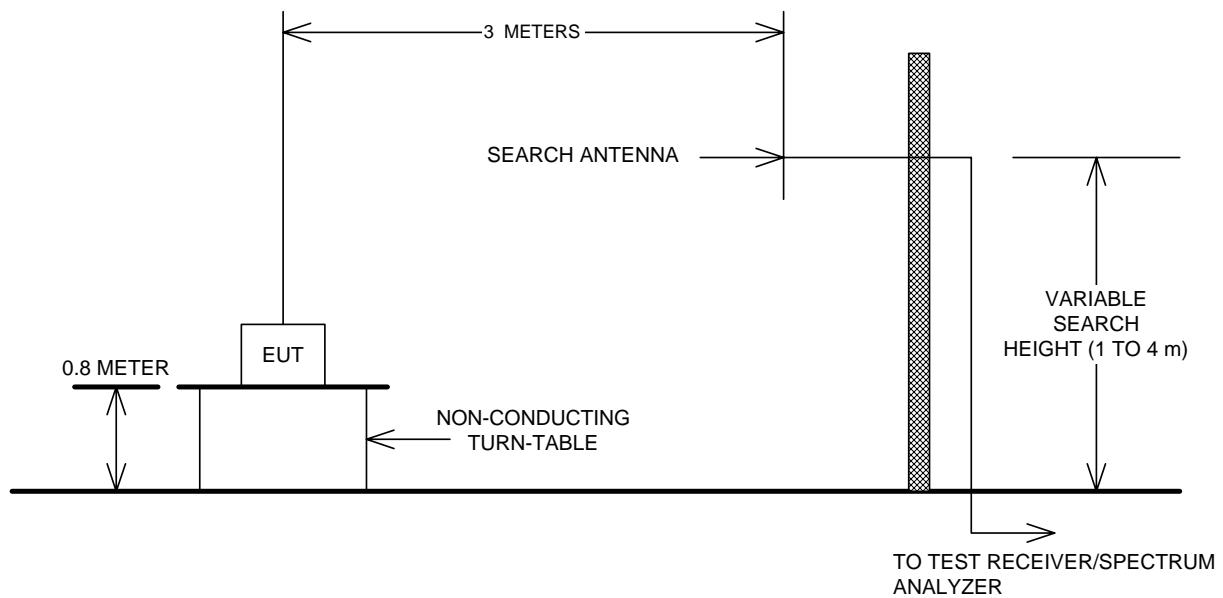 3 METERS
SEARCH ANTENNA
VARIABLE
SEARCH
HEIGHT (1 TO 4 m)
EUT
0.8 METER
NON-CONDUCTING
TURN-TABLE
TO TEST RECEIVER/SPECTRUM
ANALYZER